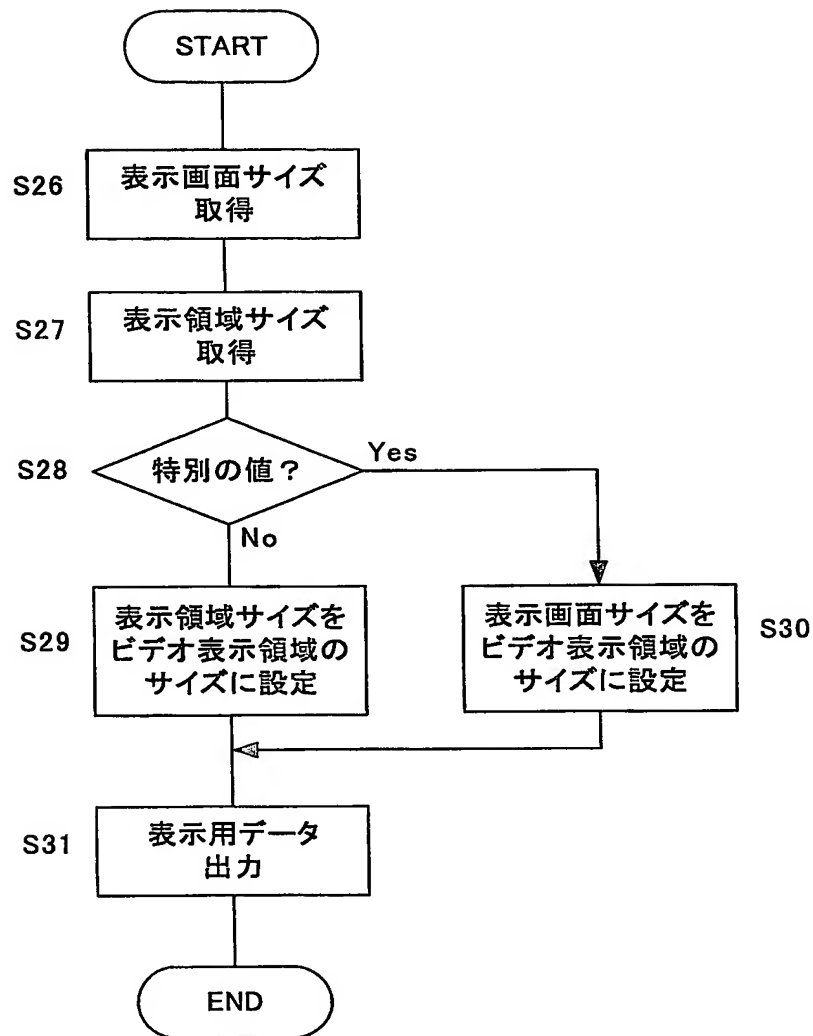 START
S26
表示画面サイズ
取得
S27
表示領域サイズ
取得
S28
特別の値？
Yes
No
S29
表示領域サイズを
ビデオ表示領域の
サイズに設定
表示画面サイズを
ビデオ表示領域の
サイズに設定
S30
S31
表示用データ
出力
END